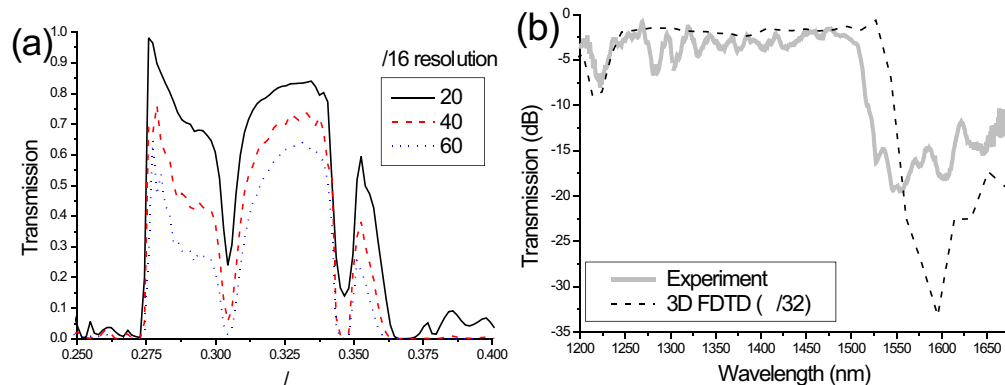 (a)
/16 resolution
20
40
60
Transmission
1.0
0.9
0.8
0.7
0.6
0.5
0.4
0.3
0.2
0.1
0.0
0.250 0.275 0.300 0.325 0.350 0.375 0.400
/
(b)
Transmission (dB)
0
-5
-10
-15
-20
-25
-30
-35
Experiment
3D FDTD ( /32)
1200 1250 1300 1350 1400 1450 1500 1550 1600 1650
Wavelength (nm)